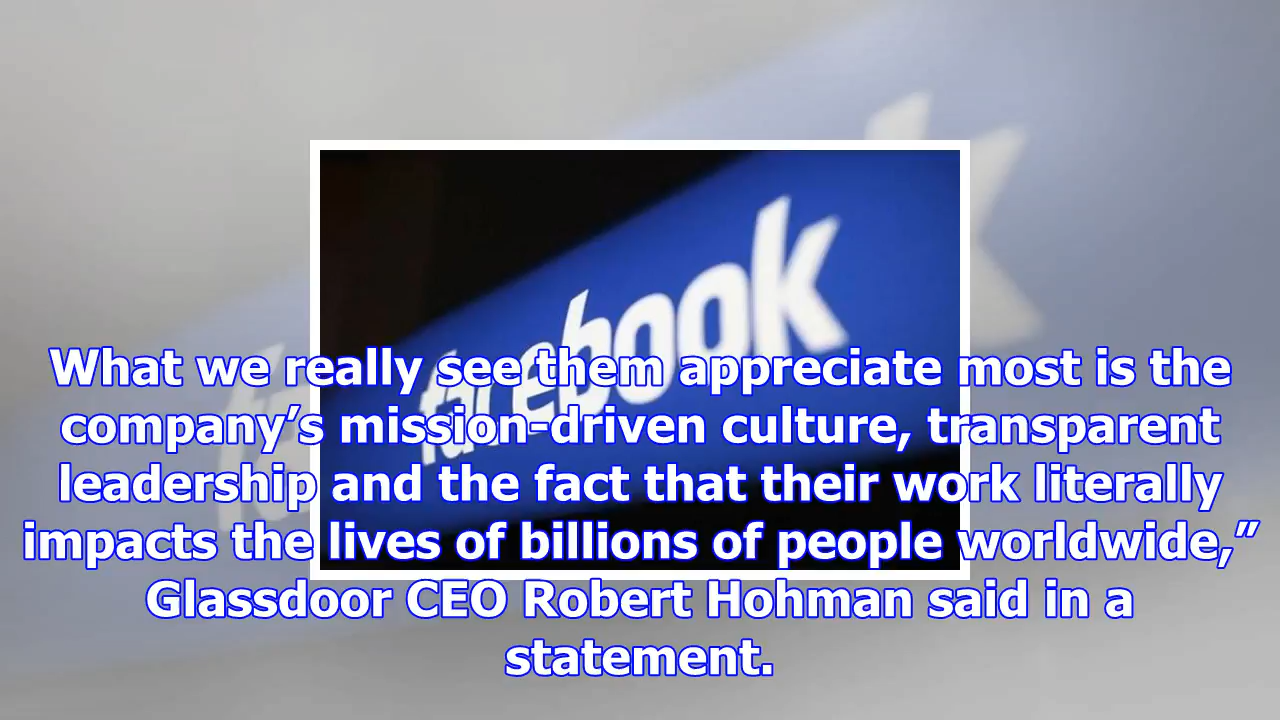 facebook
What we really see them appreciate most is the
company’s mission-driven culture, transparent
leadership and the fact that their work literally
impacts the lives of billions of people worldwide,”
Glassdoor CEO Robert Hohman said in a
statement.